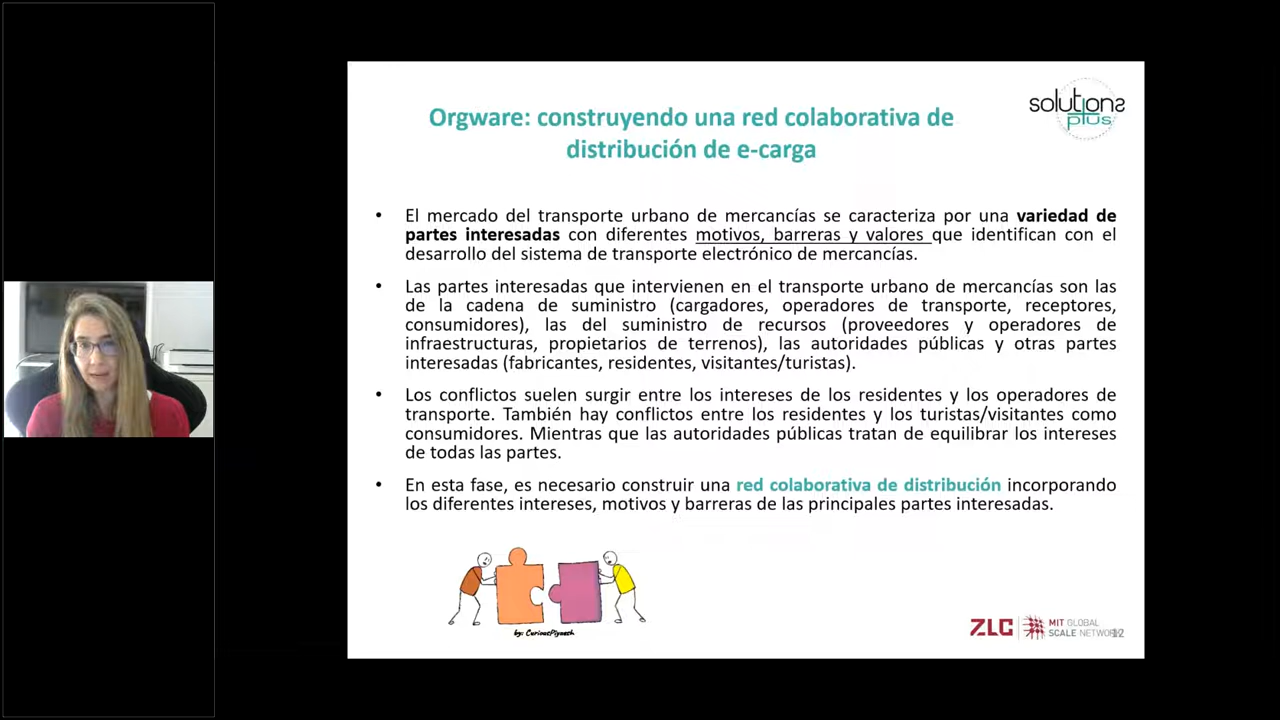 Orgware: construyendo una red colaborativa de
distribución de e-carga
solutions
plus
• El mercado del transporte urbano de mercancías se caracteriza por una variedad de
partes interesadas con diferentes motivos, barreras y valores que identifican con el
desarrollo del sistema de transporte electrónico de mercancías.
• Las partes interesadas que intervienen en el transporte urbano de mercancías son las
de la cadena de suministro (cargadores, operadores de transporte, receptores,
consumidores), las del suministro de recursos (proveedores y operadores de
infraestructuras, propietarios de terrenos), las autoridades públicas y otras partes
interesadas (fabricantes, residentes, visitantes/turistas).
• Los conflictos suelen surgir entre los intereses de los residentes y los operadores de
transporte. También hay conflictos entre los residentes y los turistas/visitantes como
consumidores. Mientras que las autoridades públicas tratan de equilibrar los intereses
de todas las partes.
• En esta fase, es necesario construir una red colaborativa de distribución incorporando
los diferentes intereses, motivos y barreras de las principales partes interesadas.
by: CuriousPiyuesh
ZLC MIT GLOBAL
SCALE NETWORK 12